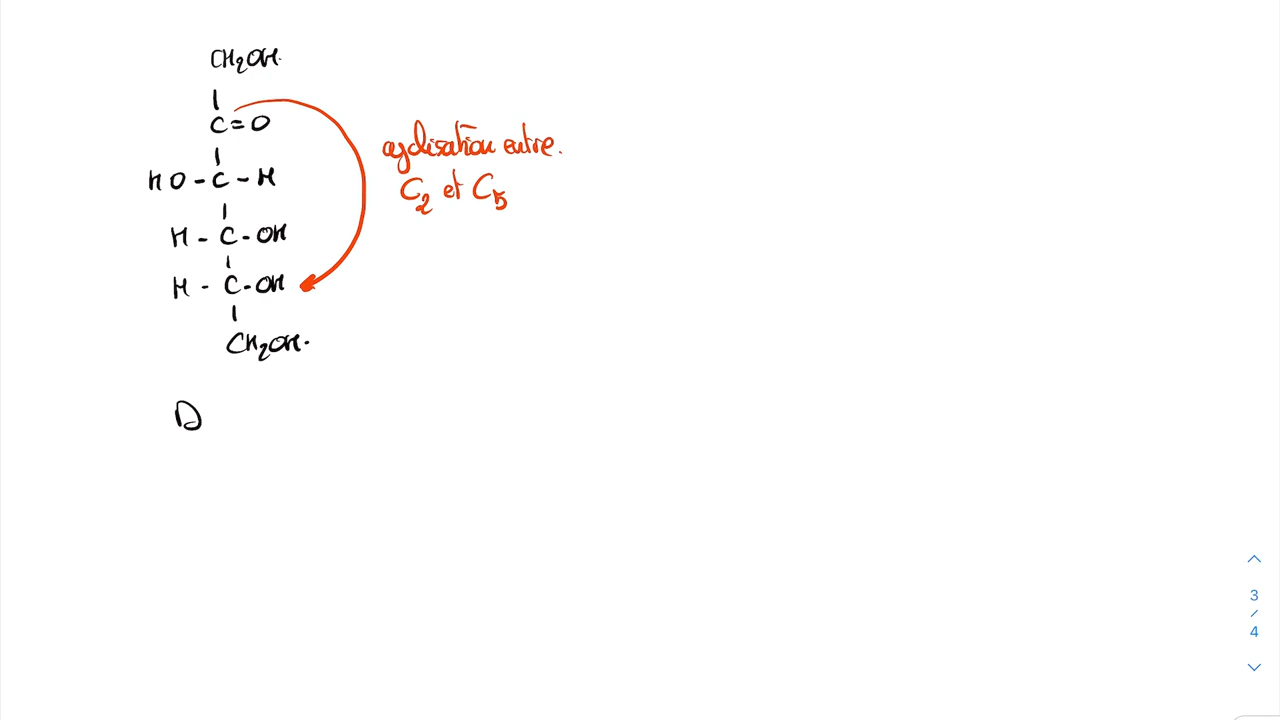 CH2OH.
C=O
HO-C-H
cyclisation entre.
C2 et C5
H-C-OH
H-C-OH
CH2OH.
D
3
/
4